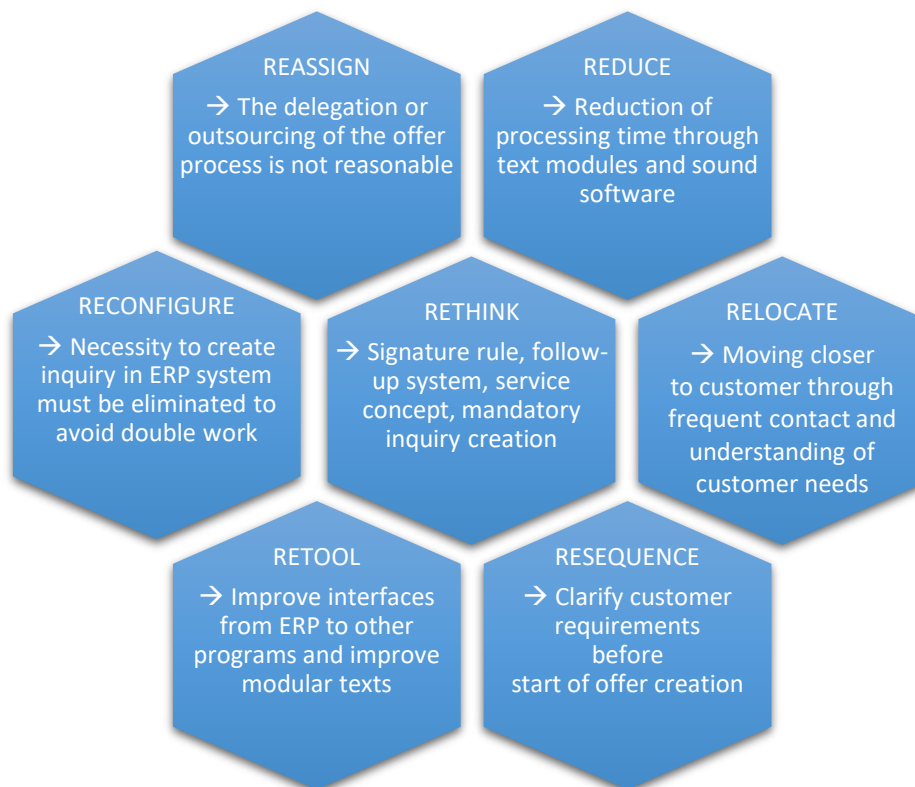 REASSIGN
→ The delegation or
outsourcing of the offer
process is not reasonable
REDUCE
→ Reduction of
processing time through
text modules and sound
software
RECONFIGURE
→ Necessity to create
inquiry in ERP system
must be eliminated to
avoid double work
RETHINK
→ Signature rule, follow-
up system, service
concept, mandatory
inquiry creation
RELOCATE
→ Moving closer
to customer through
frequent contact and
understanding of
customer needs
RETOOL
→ Improve interfaces
from ERP to other
programs and improve
modular texts
RESEQUENCE
→ Clarify customer
requirements
before
start of offer creation